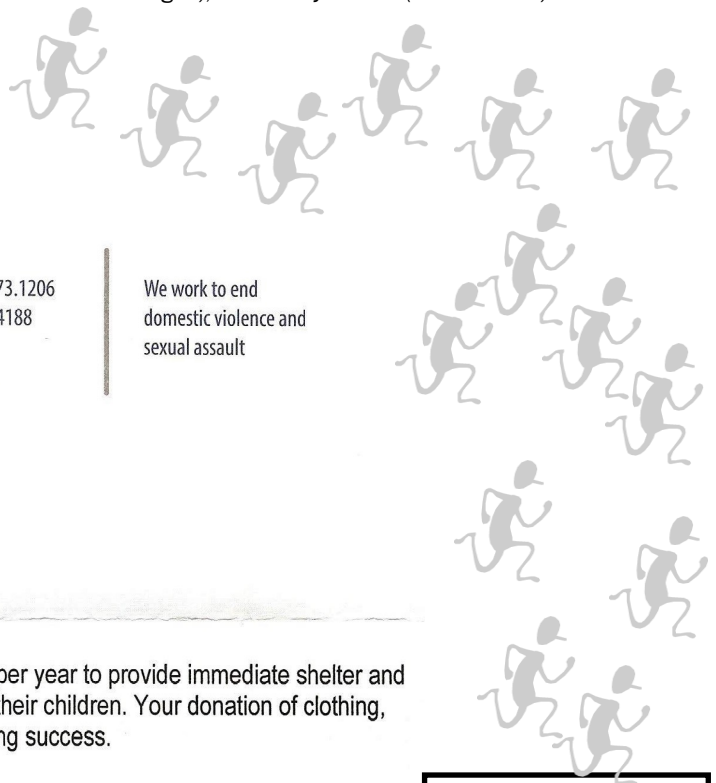 73.1206
4188
We work to end
domestic violence and
sexual assault
per year to provide immediate shelter and
their children. Your donation of clothing,
ng success.